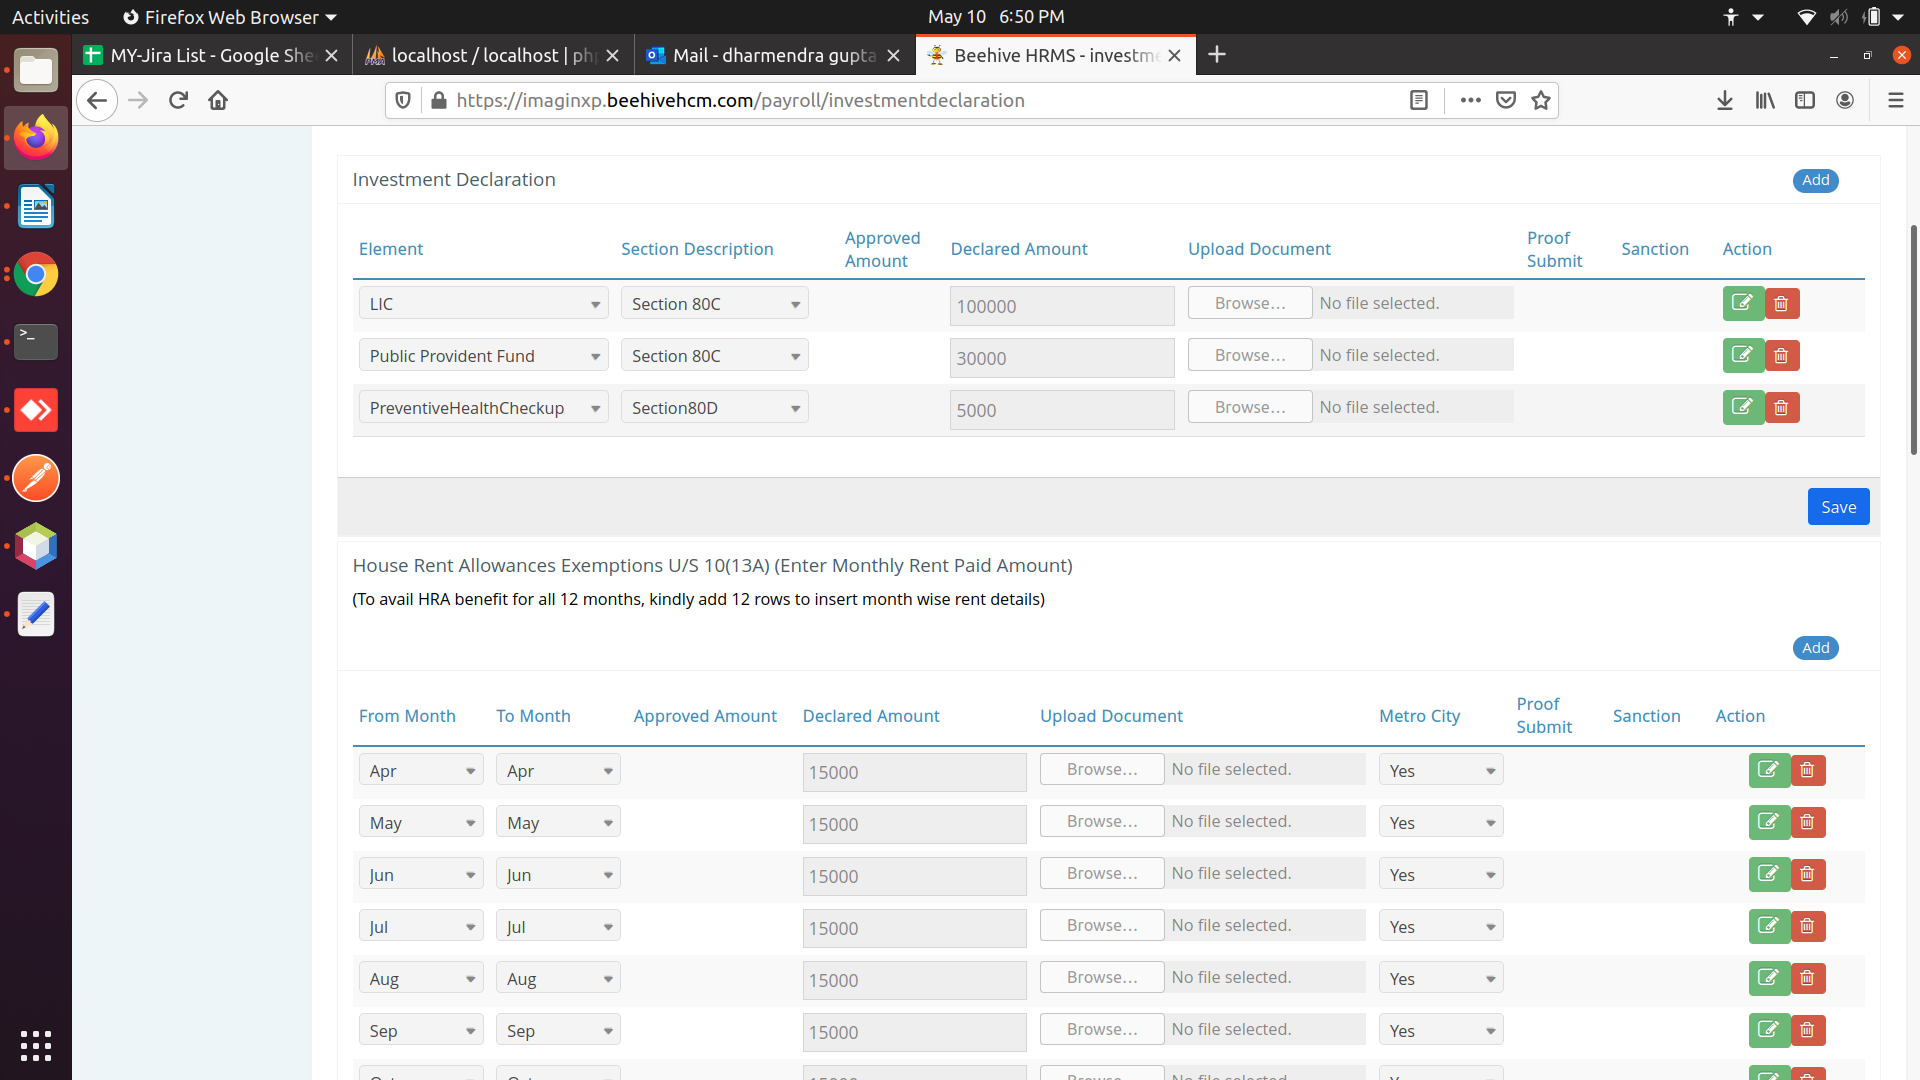 Activities Firefox Web Browser May 10 6:50 PM
MY-Jira List - Google She localhost / localhost | ph Mail - dharmendra gupta Beehive HRMS - investme
https://imaginxp.beehivehcm.com/payroll/investmentdeclaration
Investment Declaration Add
Element Section Description Approved Amount Declared Amount Upload Document Proof Submit Sanction Action
LIC Section 80C 100000 Browse... No file selected.
Public Provident Fund Section 80C 30000 Browse... No file selected.
PreventiveHealthCheckup Section80D 5000 Browse... No file selected.
Save
House Rent Allowances Exemptions U/S 10(13A) (Enter Monthly Rent Paid Amount)
(To avail HRA benefit for all 12 months, kindly add 12 rows to insert month wise rent details)
Add
From Month To Month Approved Amount Declared Amount Upload Document Metro City Proof Submit Sanction Action
Apr Apr 15000 Browse... No file selected. Yes
May May 15000 Browse... No file selected. Yes
Jun Jun 15000 Browse... No file selected. Yes
Jul Jul 15000 Browse... No file selected. Yes
Aug Aug 15000 Browse... No file selected. Yes
Sep Sep 15000 Browse... No file selected. Yes